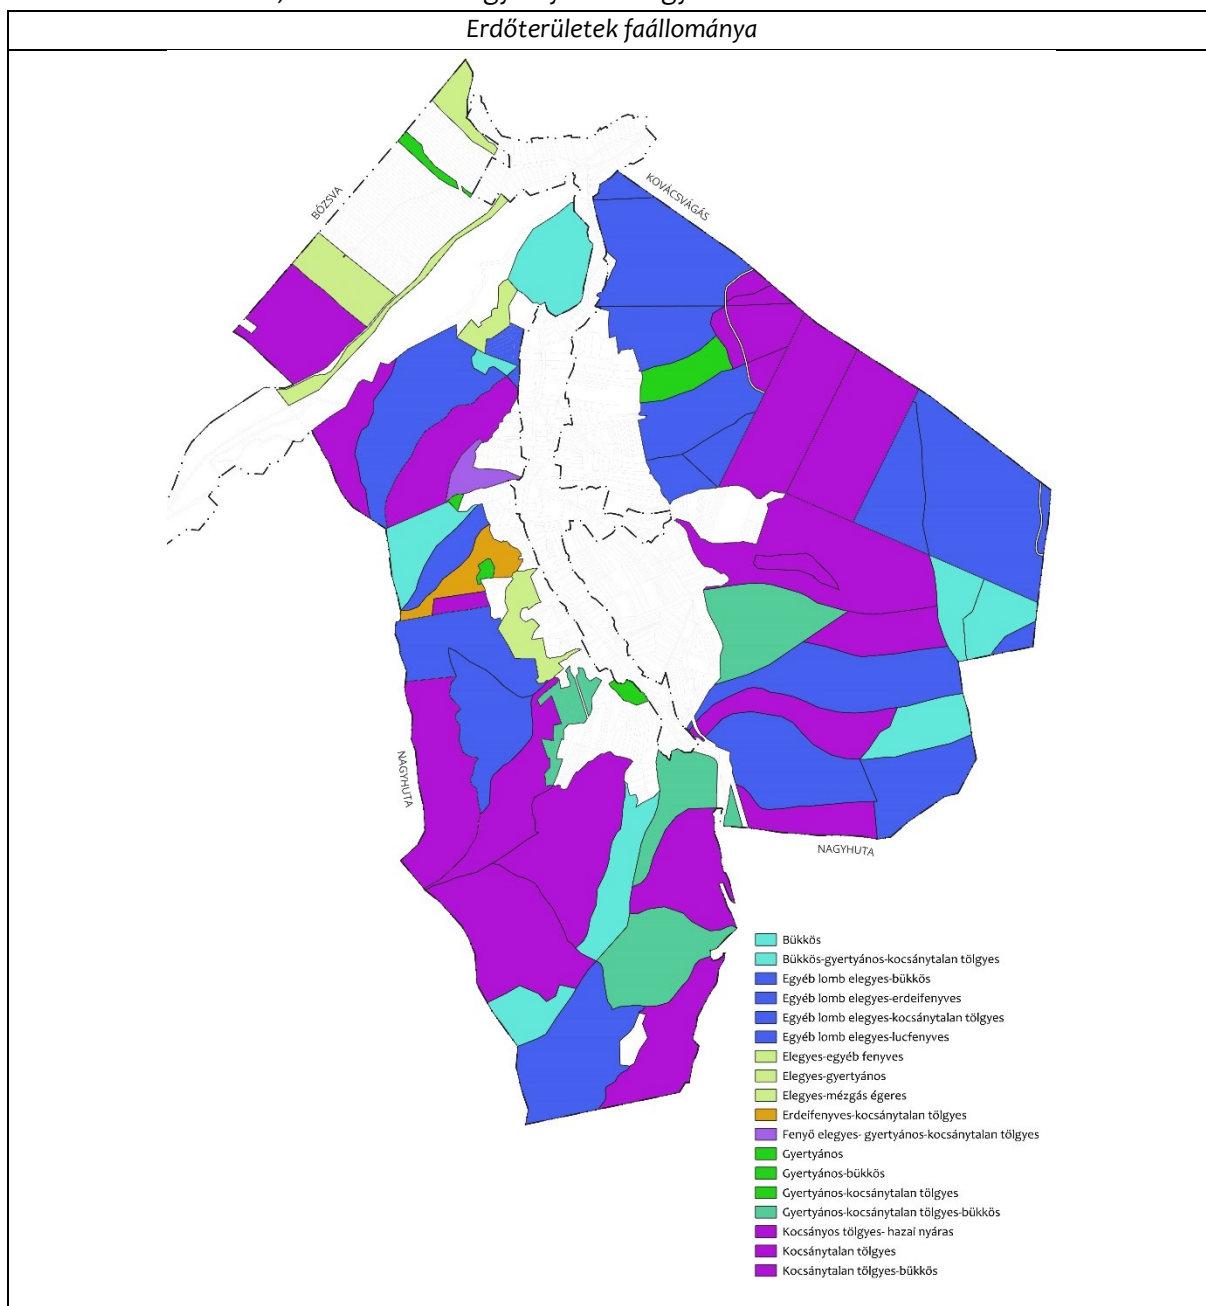 Erdőterületek faállománya
BÓZSVA
KOVÁCSVÁGÁS
NAGYHUTA
NAGYHUTA
Bükkös
Bükkös-gyertyános-kocsánytalan tölgyes
Egyéb lomb elegyes-bükkös
Egyéb lomb elegyes-erdeifenyves
Egyéb lomb elegyes-kocsánytalan tölgyes
Egyéb lomb elegyes-lucfenyves
Elegyes-egyéb fenyves
Elegyes-gyertyános
Elegyes-mézgás égeres
Erdeifenyves-kocsánytalan tölgyes
Fenyő elegyes- gyertyános-kocsánytalan tölgyes
Gyertyános
Gyertyános-bükkös
Gyertyános-kocsánytalan tölgyes
Gyertyános-kocsánytalan tölgyes-bükkös
Kocsányos tölgyes- hazai nyáras
Kocsánytalan tölgyes
Kocsánytalan tölgyes-bükkös